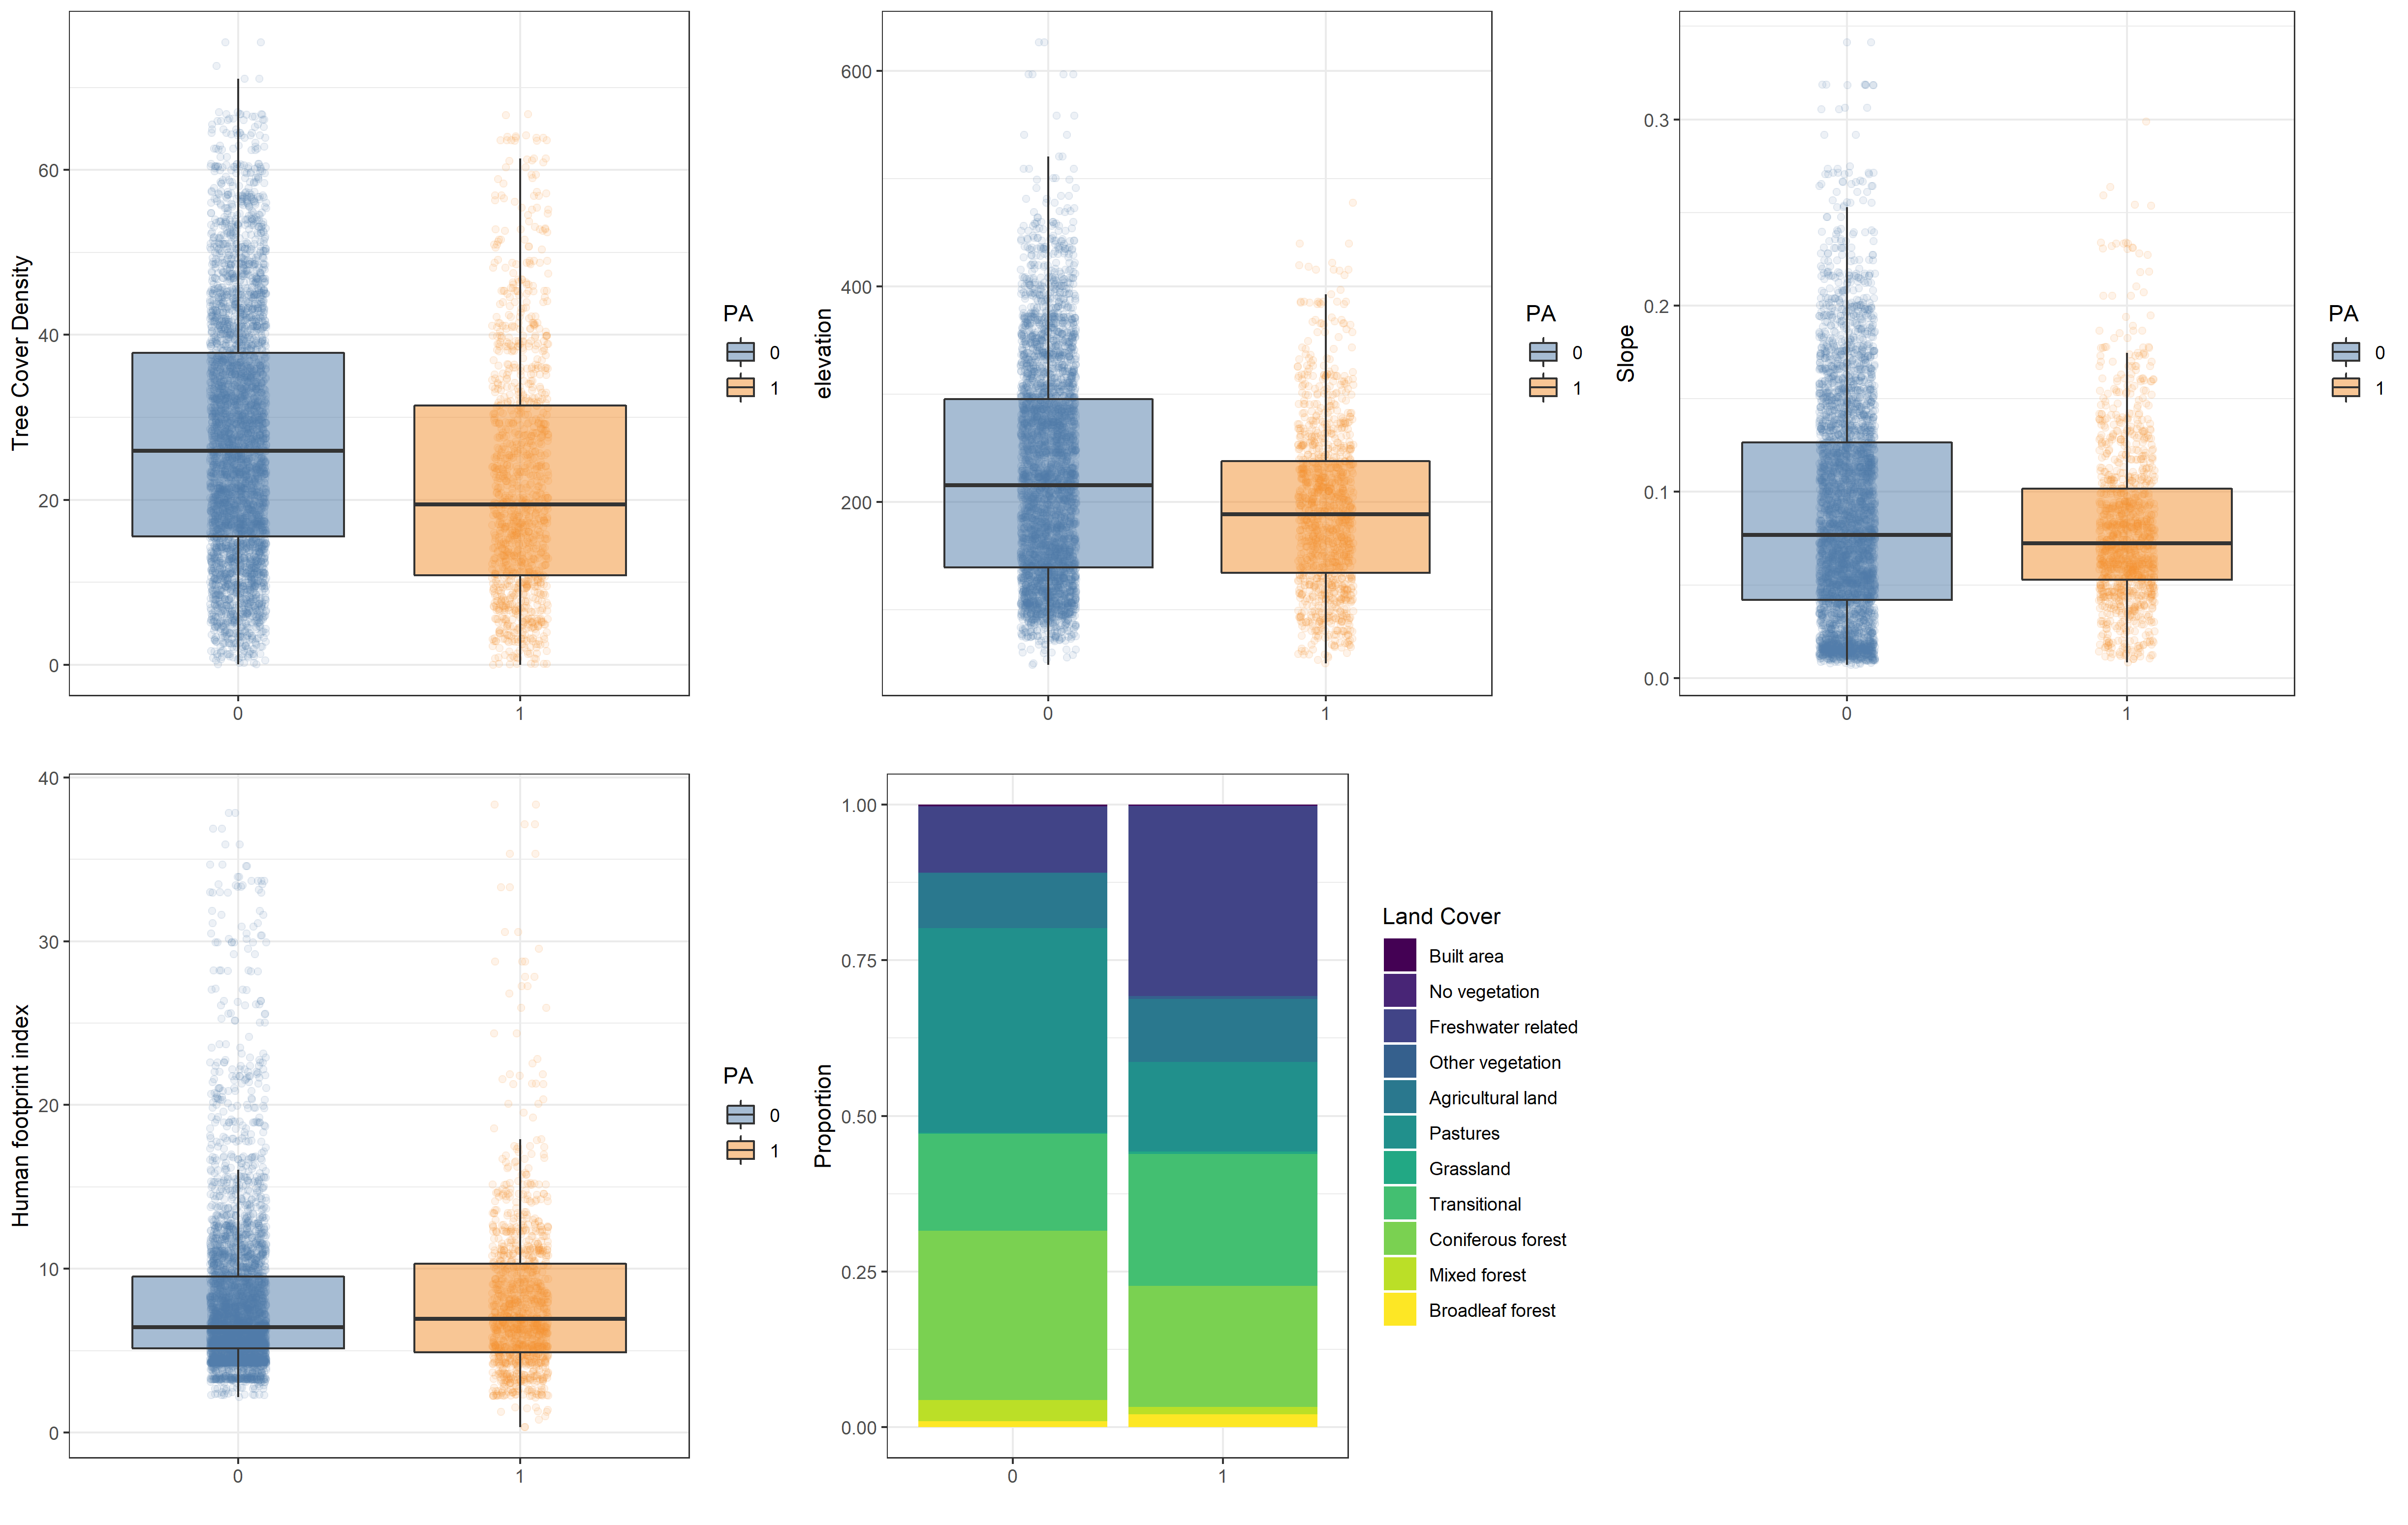 Tree Cover Density
60
40
20
0
0
1
PA
0
1
elevation
600
400
200
0
1
PA
0
1
Slope
0.3
0.2
0.1
0.0
0
1
PA
0
1
Human footprint index
40
30
20
10
0
0
1
PA
0
1
Proportion
1.00
0.75
0.50
0.25
0.00
0
1
Land Cover
Built area
No vegetation
Freshwater related
Other vegetation
Agricultural land
Pastures
Grassland
Transitional
Coniferous forest
Mixed forest
Broadleaf forest